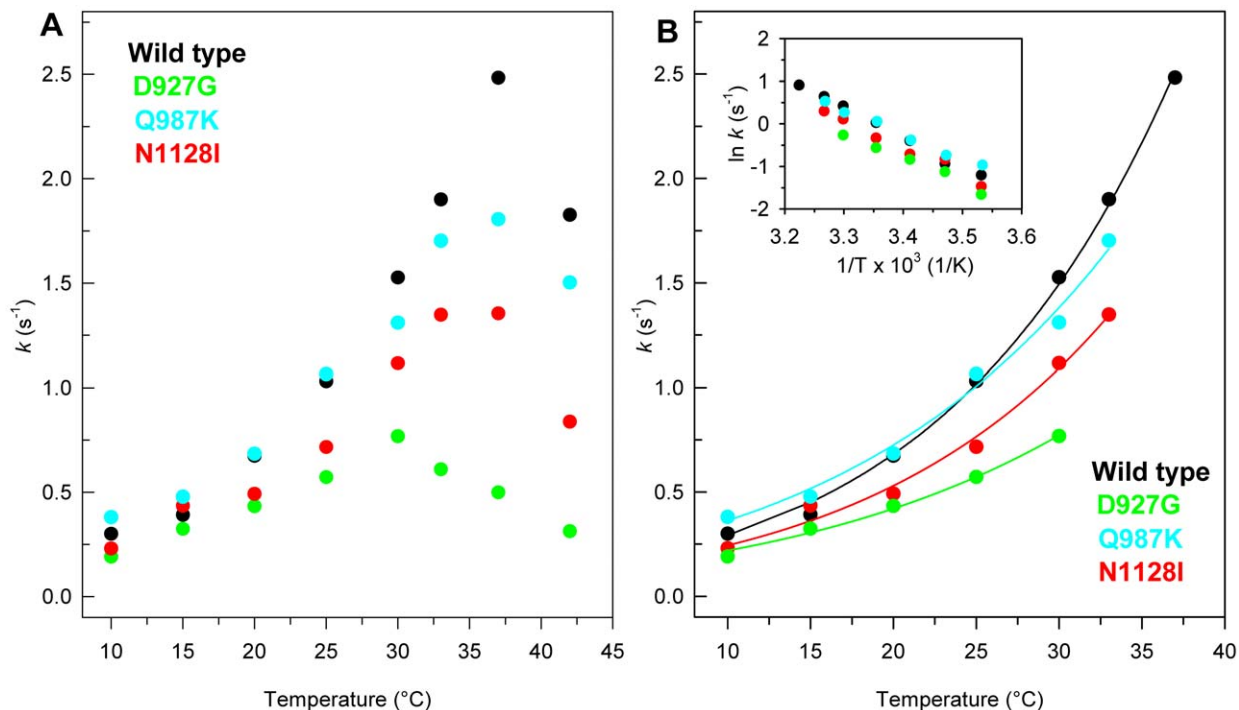 A
Wild type
D927G
Q987K
N1128I
k (s⁻¹)
2.5
2.0
1.5
1.0
0.5
0.0
10 15 20 25 30 35 40 45
Temperature (°C)
B
ln k (s⁻¹)
2
1
0
−1
−2
3.2 3.3 3.4 3.5 3.6
1/T x 10³ (1/K)
k (s⁻¹)
2.5
2.0
1.5
1.0
0.5
0.0
Wild type
D927G
Q987K
N1128I
10 15 20 25 30 35 40
Temperature (°C)